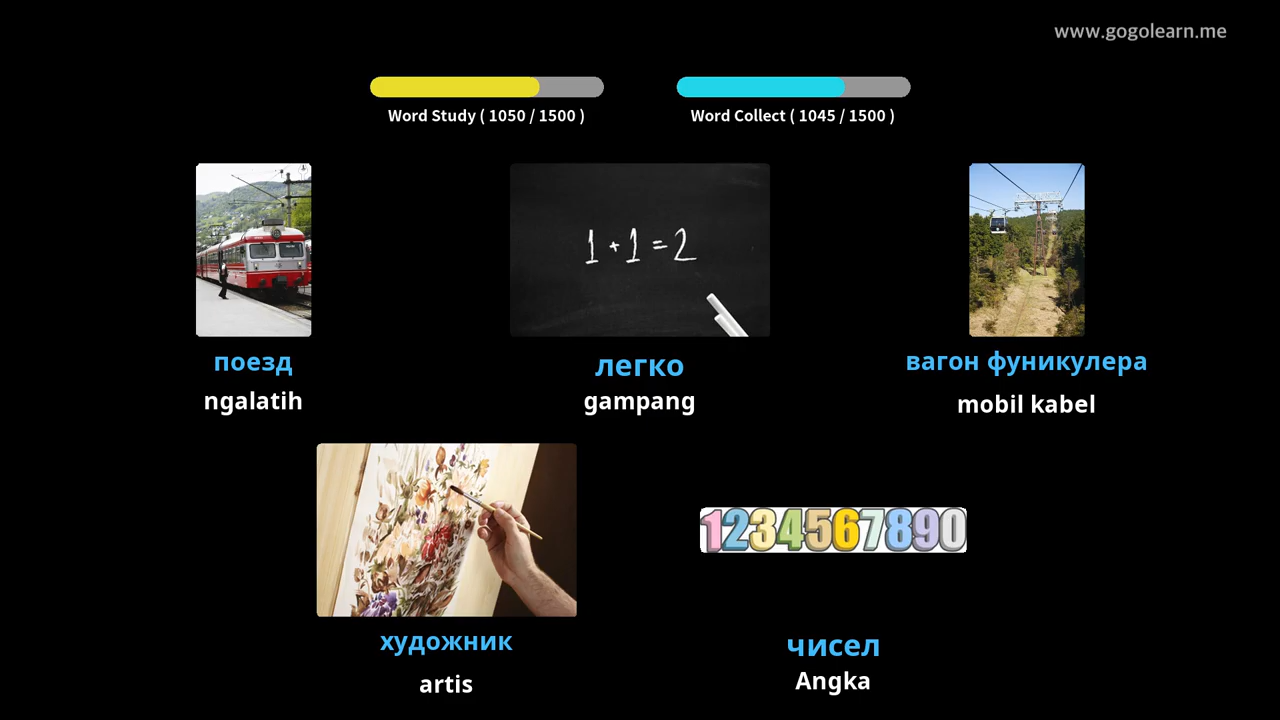 www.gogolearn.me
Word Study ( 1050 / 1500 )
Word Collect ( 1045 / 1500 )
1 + 1 = 2
поезд
легко
вагон фуникулера
ngalatih
gampang
mobil kabel
1234567890
художник
чисел
artis
Angka